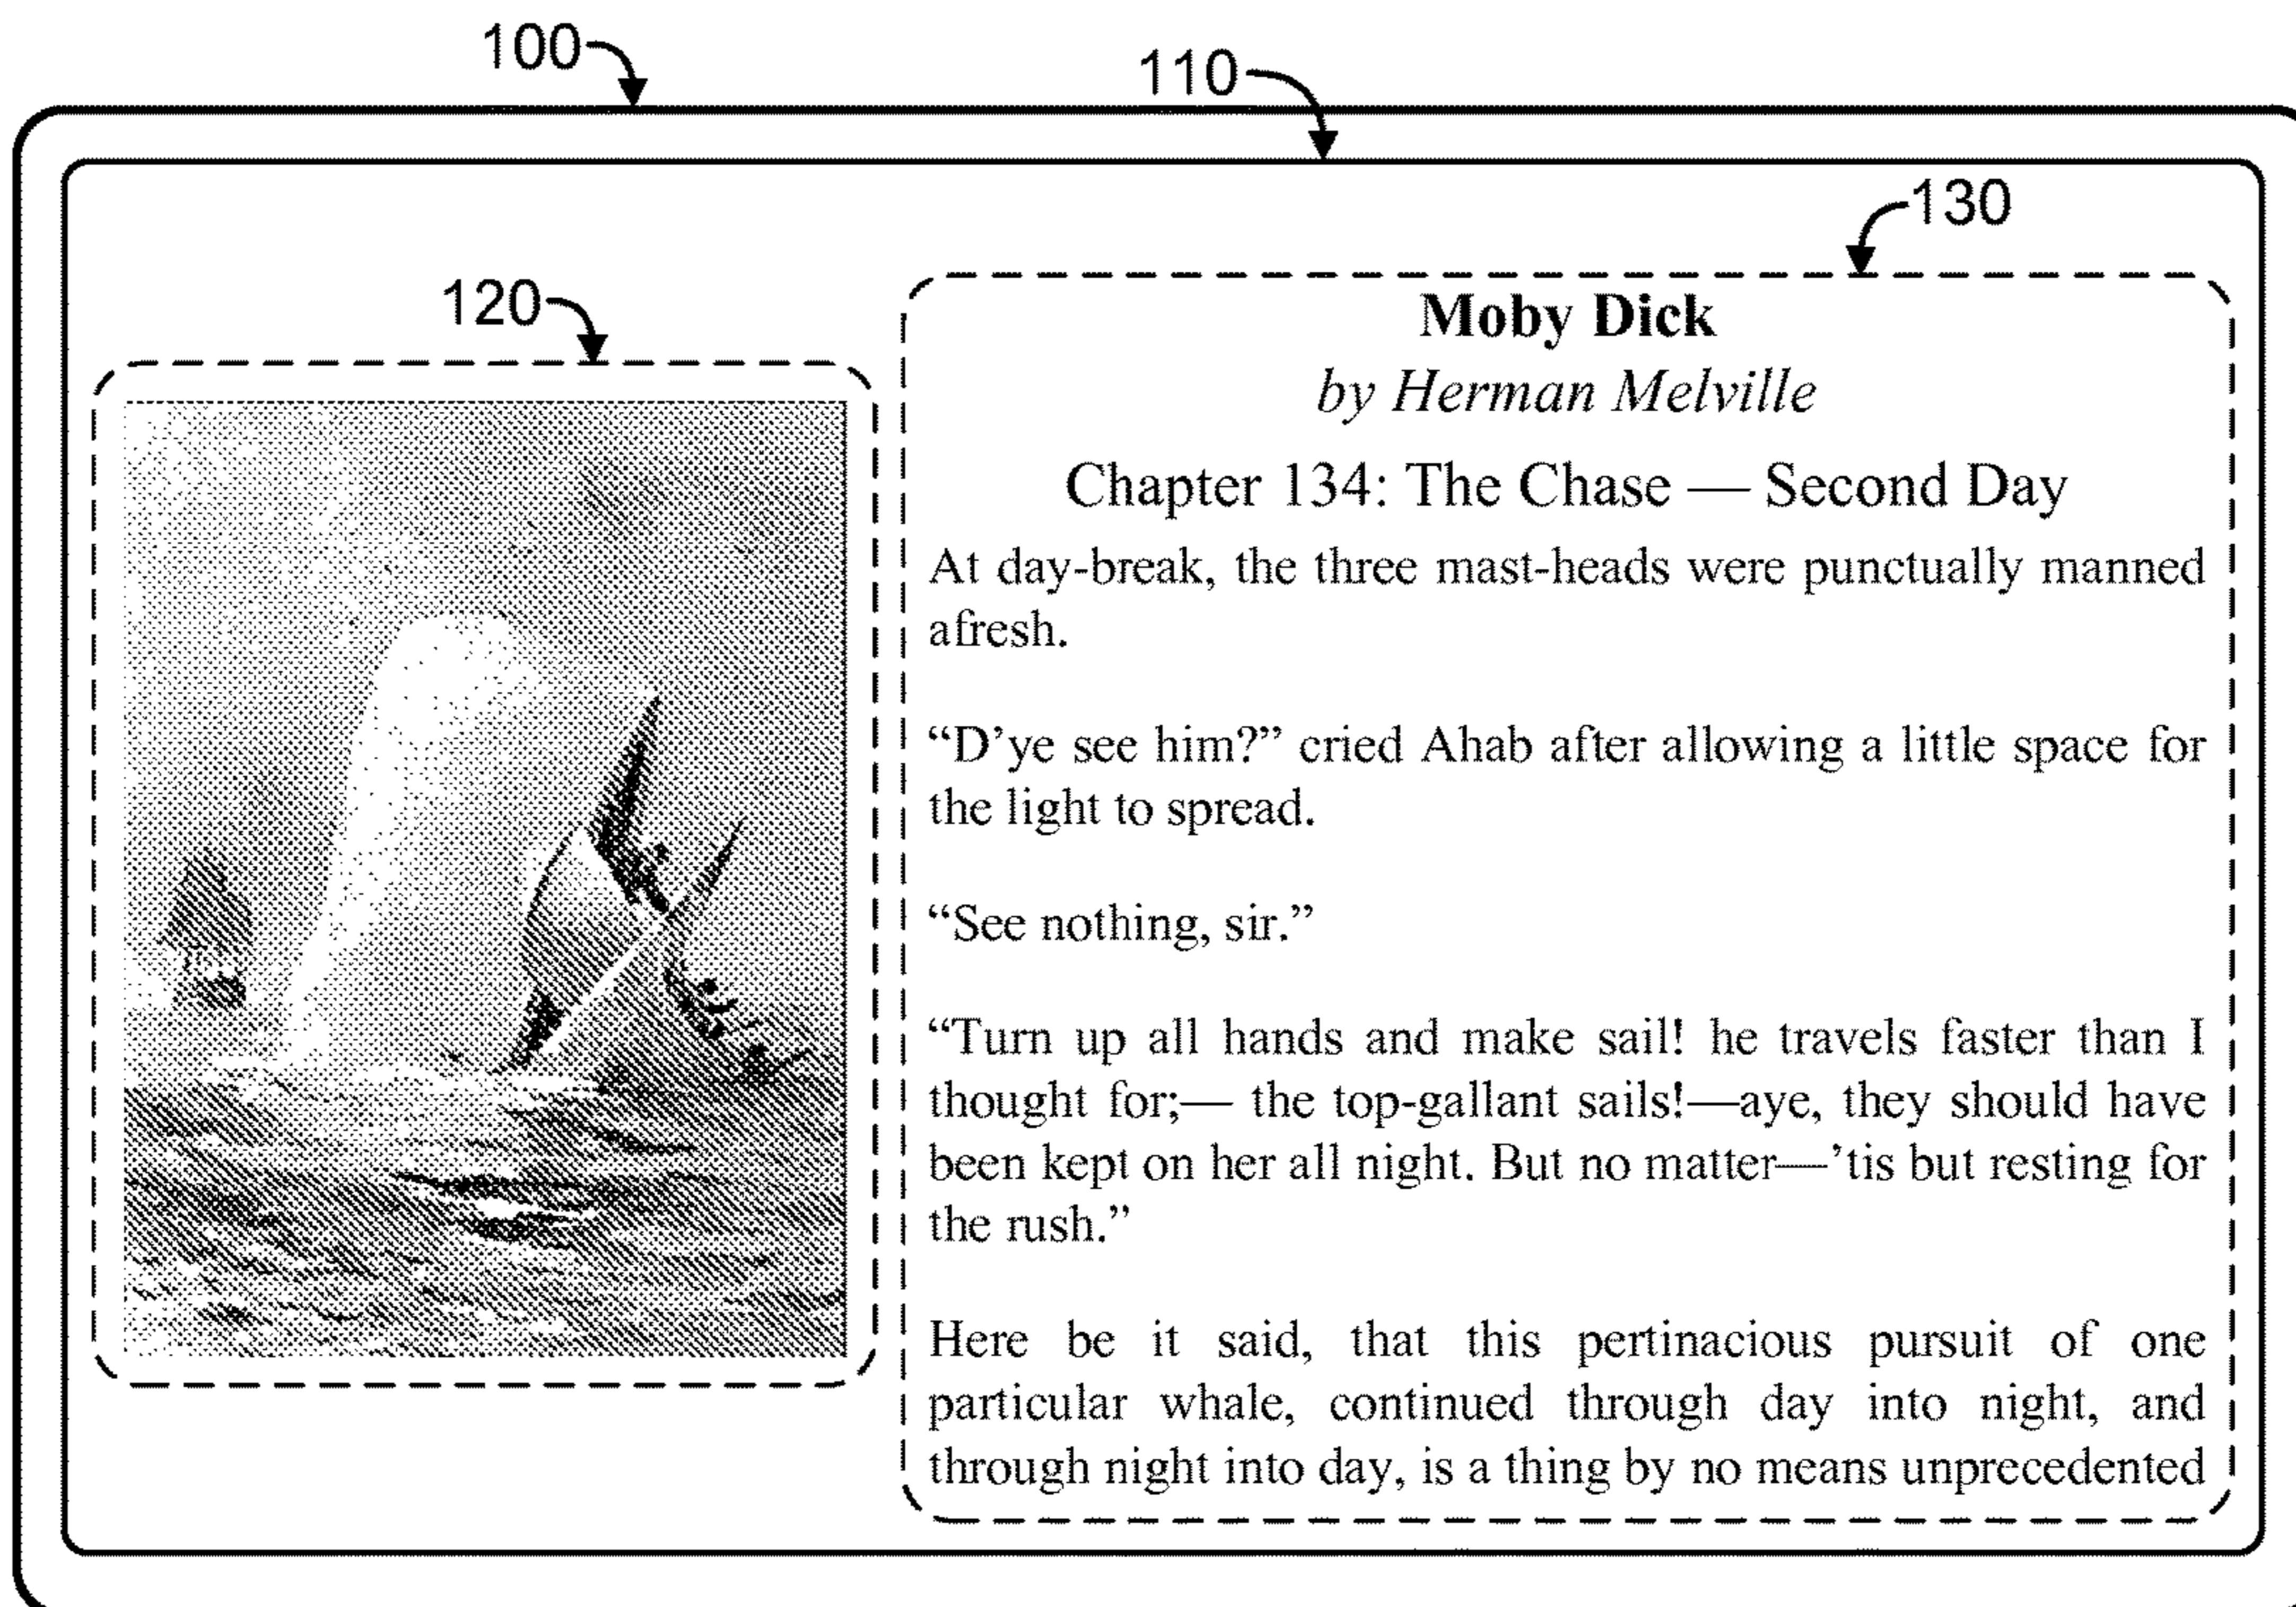 100
110
130
120
Moby Dick
by Herman Melville
Chapter 134: The Chase — Second Day
At day-break, the three mast-heads were punctually manned
afresh.
“D’ye see him?” cried Ahab after allowing a little space for
the light to spread.
“See nothing, sir.”
“Turn up all hands and make sail! he travels faster than I
thought for;— the top-gallant sails!—aye, they should have
been kept on her all night. But no matter—’tis but resting for
the rush.”
Here be it said, that this pertinacious pursuit of one
particular whale, continued through day into night, and
through night into day, is a thing by no means unprecedented